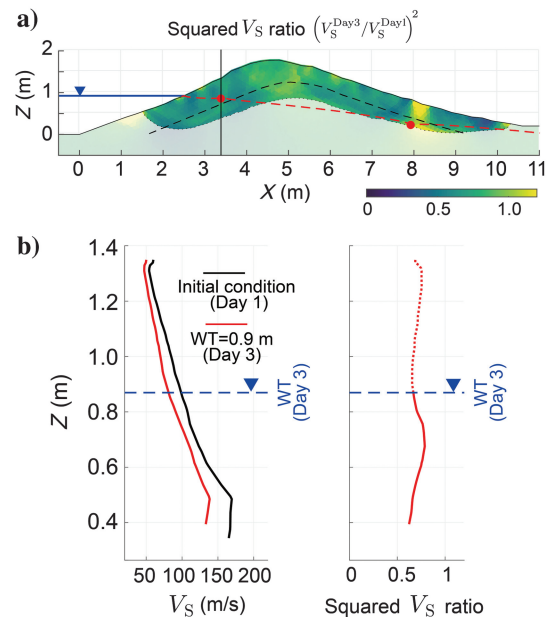 a)
Squared V_S ratio (V_S^Day3/V_S^Day1)^2
Z (m)
2
1
0
0 1 2 3 4 5 6 7 8 9 10 11
X (m)
0 0.5 1.0
b)
Z (m)
1.4
1.2
1.0
0.8
0.6
0.4
Initial condition
(Day 1)
WT=0.9 m
(Day 3)
WT
(Day 3)
50 100 150 200
V_S (m/s)
WT
(Day 3)
0 0.5 1
Squared V_S ratio